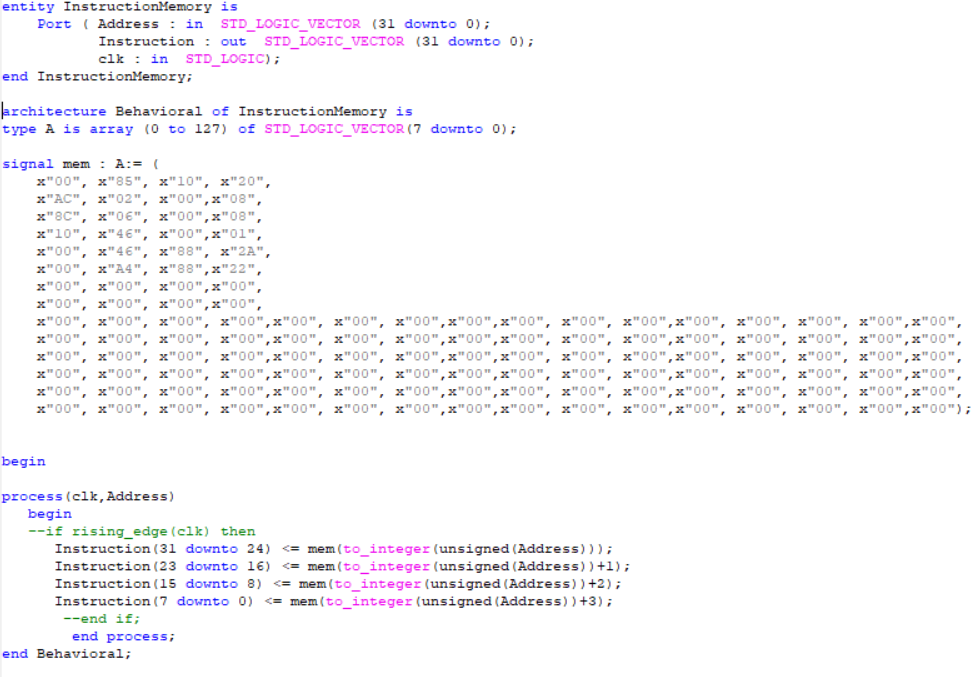 entity InstructionMemory is
    Port ( Address : in  STD_LOGIC_VECTOR (31 downto 0);
           Instruction : out  STD_LOGIC_VECTOR (31 downto 0);
           clk : in  STD_LOGIC);
end InstructionMemory;
architecture Behavioral of InstructionMemory is
type A is array (0 to 127) of STD_LOGIC_VECTOR(7 downto 0);
signal mem : A:= (
    x"00", x"85", x"10", x"20",
    x"AC", x"02", x"00",x"08",
    x"8C", x"06", x"00",x"08",
    x"10", x"46", x"00",x"01",
    x"00", x"46", x"88", x"2A",
    x"00", x"A4", x"88",x"22",
    x"00", x"00", x"00",x"00",
    x"00", x"00", x"00",x"00",
    x"00", x"00", x"00", x"00",x"00", x"00", x"00",x"00",x"00", x"00", x"00",x"00", x"00", x"00", x"00",x"00",
    x"00", x"00", x"00", x"00",x"00", x"00", x"00",x"00",x"00", x"00", x"00",x"00", x"00", x"00", x"00",x"00",
    x"00", x"00", x"00", x"00",x"00", x"00", x"00",x"00",x"00", x"00", x"00",x"00", x"00", x"00", x"00",x"00",
    x"00", x"00", x"00", x"00",x"00", x"00", x"00",x"00",x"00", x"00", x"00",x"00", x"00", x"00", x"00",x"00",
    x"00", x"00", x"00", x"00",x"00", x"00", x"00",x"00",x"00", x"00", x"00",x"00", x"00", x"00", x"00",x"00",
    x"00", x"00", x"00", x"00",x"00", x"00", x"00",x"00",x"00", x"00", x"00",x"00", x"00", x"00", x"00",x"00");
begin
process(clk,Address)
   begin
   --if rising_edge(clk) then
      Instruction(31 downto 24) <= mem(to_integer(unsigned(Address)));
      Instruction(23 downto 16) <= mem(to_integer(unsigned(Address))+1);
      Instruction(15 downto 8) <= mem(to_integer(unsigned(Address))+2);
      Instruction(7 downto 0) <= mem(to_integer(unsigned(Address))+3);
       --end if;
        end process;
end Behavioral;